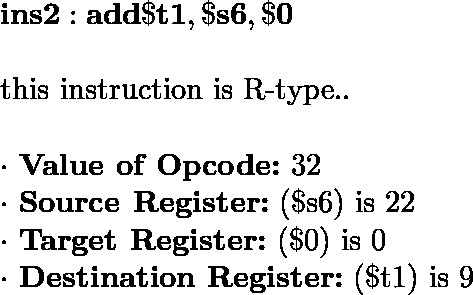 ins2 : add$t1, $s6, $0
this instruction is R-type..
· Value of Opcode: 32
· Source Register: ($s6) is 22
· Target Register: ($0) is 0
· Destination Register: ($t1) is 9